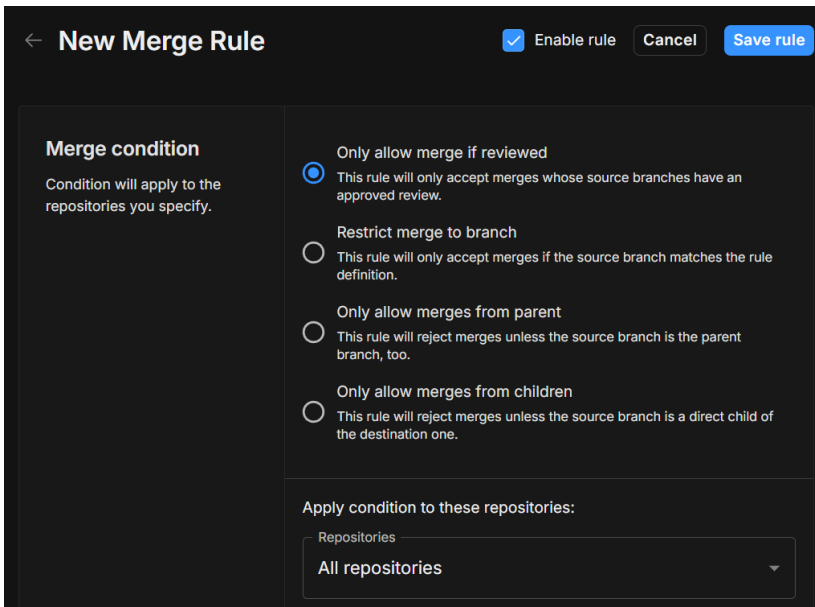 New Merge Rule
Enable rule
Cancel
Save rule
Merge condition
Condition will apply to the
repositories you specify.
Only allow merge if reviewed
This rule will only accept merges whose source branches have an
approved review.
Restrict merge to branch
This rule will only accept merges if the source branch matches the rule
definition.
Only allow merges from parent
This rule will reject merges unless the source branch is the parent
branch, too.
Only allow merges from children
This rule will reject merges unless the source branch is a direct child of
the destination one.
Apply condition to these repositories:
Repositories
All repositories